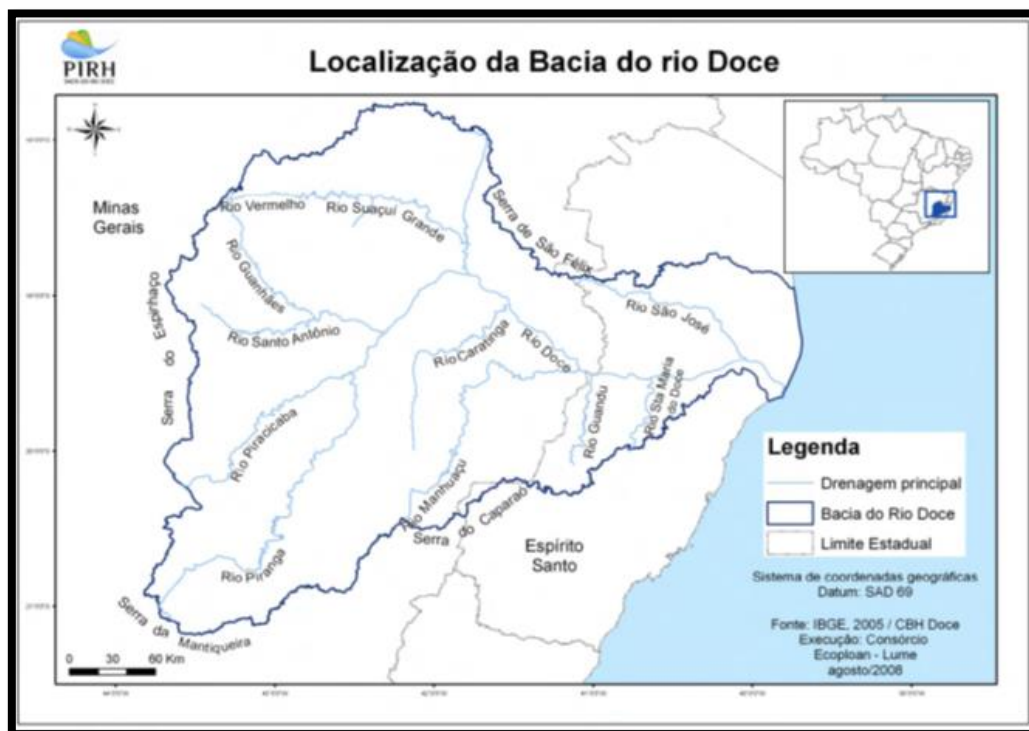 PIRH
Localização da Bacia do rio Doce
Minas
Gerais
Serra do Espinhaço
Rio Vermelho
Rio Suaçuí Grande
Serra de São Félix
Rio Guanhães
Rio Santo Antônio
Rio São José
Rio Caratinga
Rio Doce
Rio Guandu
Rio Sta Maria
do Doce
Rio Piracicaba
Rio Manhuaçu
Serra do Caparaó
Espírito
Santo
Rio Piranga
Serra da Mantiqueira
0 30 60 Km
Legenda
Drenagem principal
Bacia do Rio Doce
Limite Estadual
Sistema de coordenadas geográficas
Datum: SAD 69
Fonte: IBGE, 2005 / CBH Doce
Execução: Consórcio
Ecoploan - Lume
agosto/2008